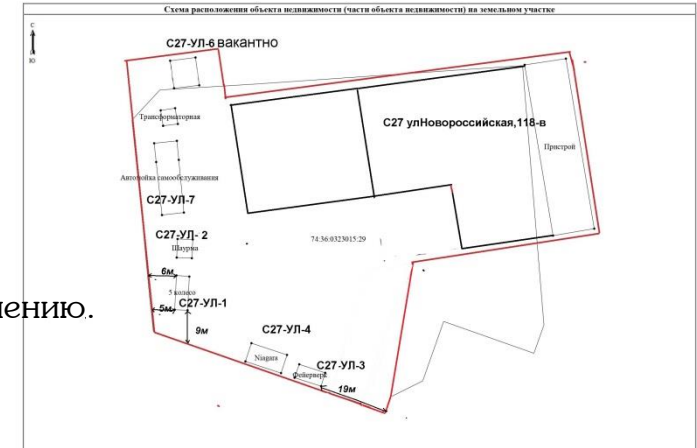 Схема расположения объекта недвижимости (части объекта недвижимости) на земельном участке
с
ю
С27-УЛ-6 вакантно
Трансформаторная
С27 улНовороссийская,118-в
Пристрой
Автомойка самообслуживания
С27-УЛ-7
С27-УЛ- 2
Шаурма
74:36:0323015:29
6м
5 колесо
С27-УЛ-1
5м
лению.
9м
С27-УЛ-4
Niagara
С27-УЛ-3
Фейерверк
19м